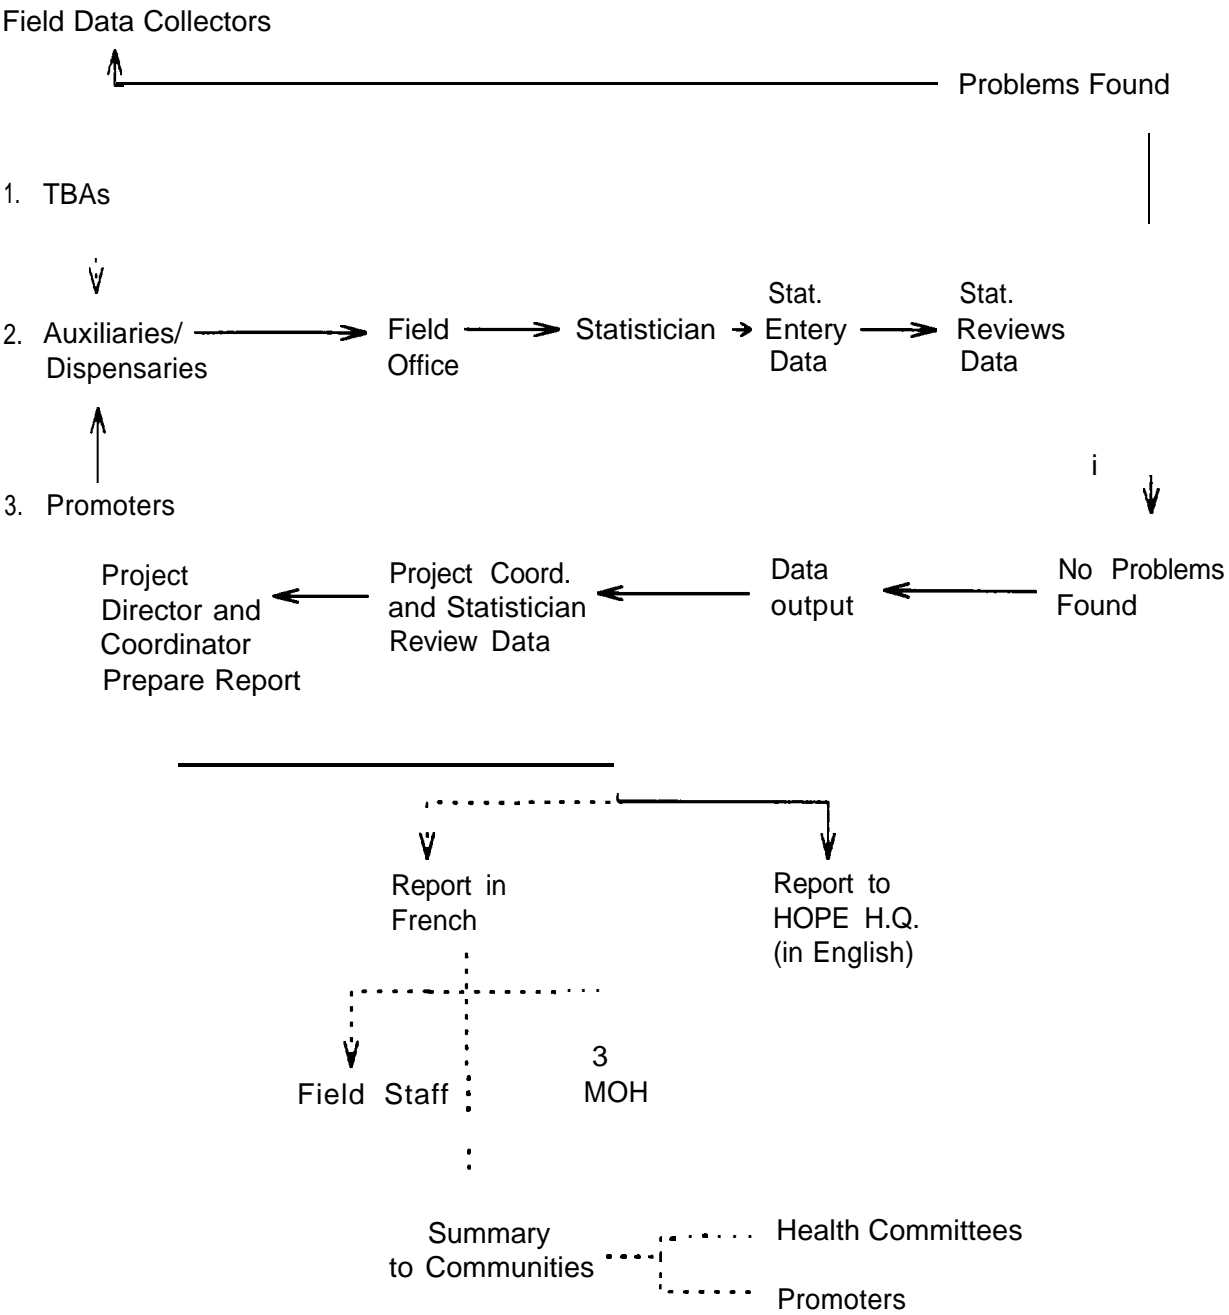 Field Data Collectors
Problems Found
1. TBAs
2. Auxiliaries/
Dispensaries
Field
Office
Statistician
Stat.
Entery
Data
Stat.
Reviews
Data
i
3. Promoters
Project
Director and
Coordinator
Prepare Report
Project Coord.
and Statistician
Review Data
Data
output
No Problems
Found
Report in
French
Report to
HOPE H.Q.
(in English)
Field Staff
3
MOH
Summary
to Communities
Health Committees
Promoters